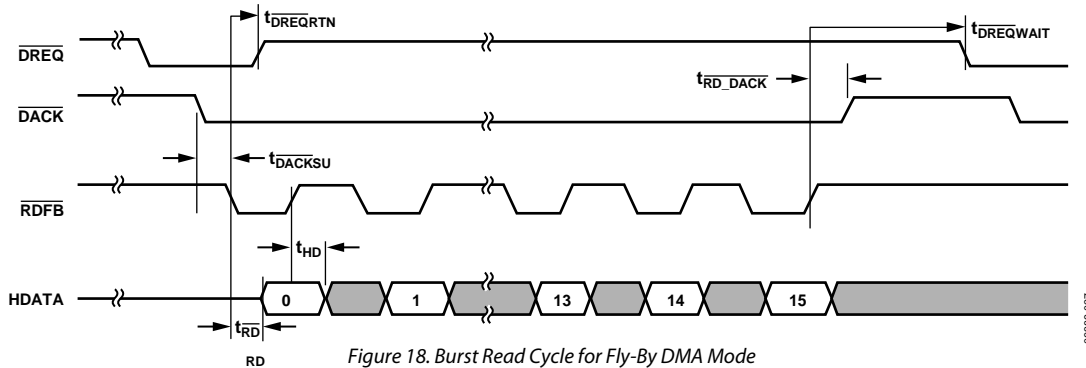 tDREQRTN
tDREQWAIT
DREQ
tRD_DACK
DACK
tDACKSU
RDFB
tHD
HDATA
0 1 13 14 15
tRD
RD
Figure 18. Burst Read Cycle for Fly-By DMA Mode